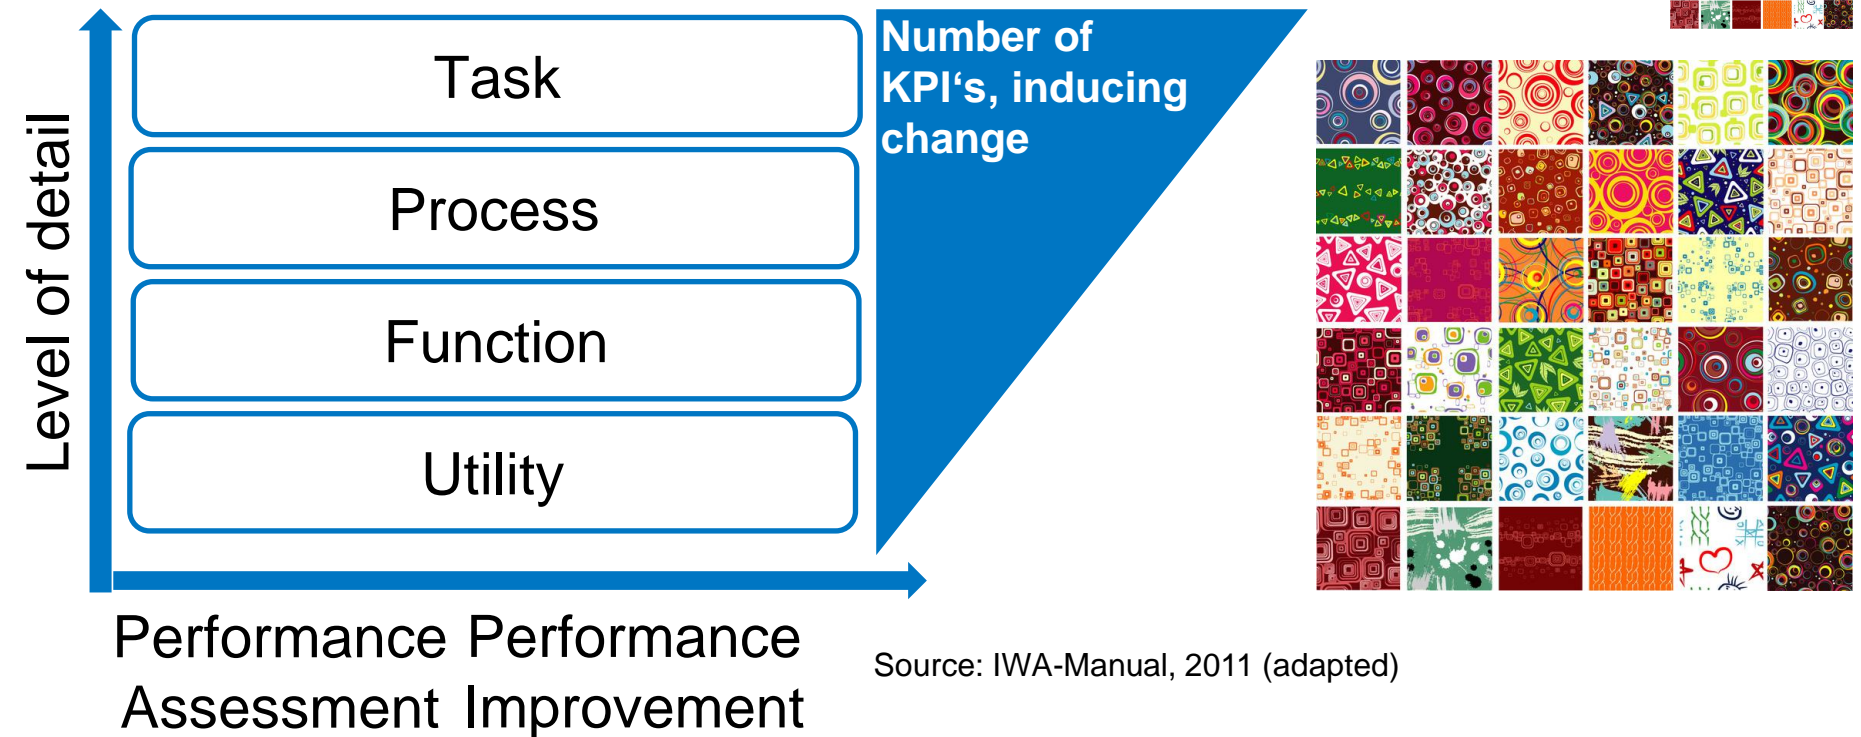 Level of detail
Task
Process
Function
Utility
Number of
KPI‘s, inducing
change
Performance Performance
Assessment Improvement
Source: IWA-Manual, 2011 (adapted)